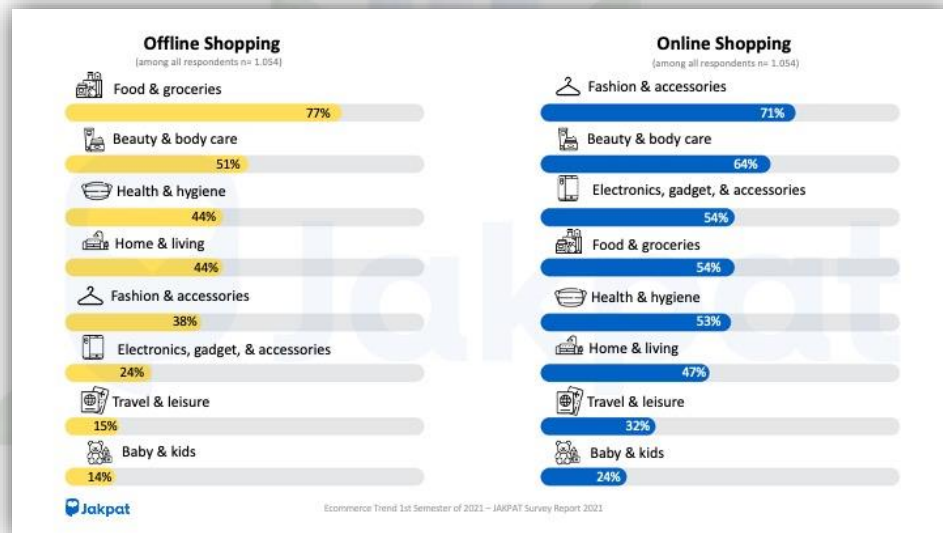 Offline Shopping
(among all respondents n= 1.054)
Food & groceries
77%
Beauty & body care
51%
Health & hygiene
44%
Home & living
44%
Fashion & accessories
38%
Electronics, gadget, & accessories
24%
Travel & leisure
15%
Baby & kids
14%
Online Shopping
(among all respondents n= 1.054)
Fashion & accessories
71%
Beauty & body care
64%
Electronics, gadget, & accessories
54%
Food & groceries
54%
Health & hygiene
53%
Home & living
47%
Travel & leisure
32%
Baby & kids
24%
Jakpat
Jakpat
Ecommerce Trend 1st Semester of 2021 – JAKPAT Survey Report 2021